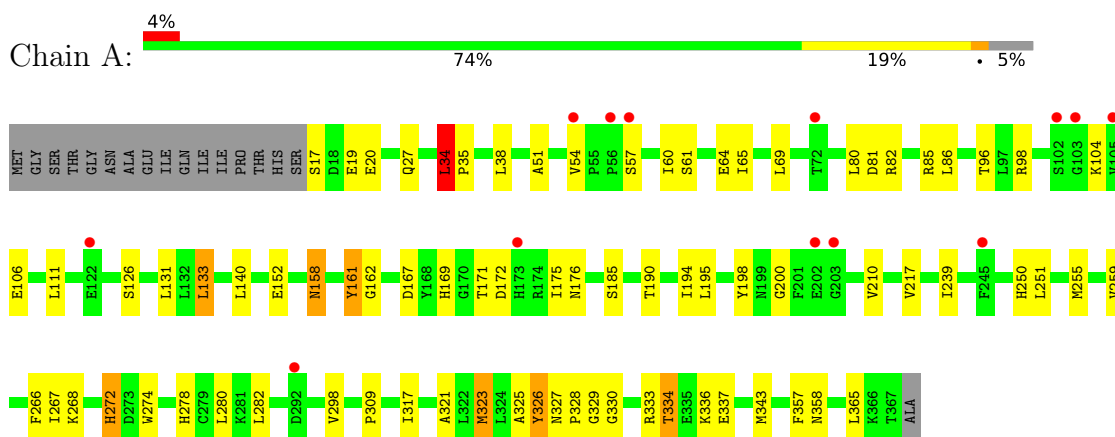 4%
Chain A:
74% 19% • 5%
MET GLY SER THR GLY ASN ALA GLU ILE GLN ILE ILE PRO THR HIS SER S17 D18 E19 E20 Q27 L34 P35 L38 A51 V54 P55 P56 S57 I60 S61 E64 I65 L69 T72 L80 D81 R82 R85 L86 T96 L97 R98 S102 G103 K104 V105
E106 L111 E122 S126 L131 L132 L133 L140 E152 N158 Y161 G162 D167 Y168 H169 G170 T171 D172 H173 R174 I175 N176 S185 T190 I194 L195 Y198 N199 G200 F201 E202 G203 V210 V217 I239 F245 H250 L251 M255
F266 I267 K268 H272 D273 W274 H278 C279 L280 K281 L282 D292 V298 P309 I317 A321 L322 M323 L324 A325 Y326 N327 P328 G329 G330 R333 T334 E335 K336 E337 M343 F357 N358 L365 K366 T367 ALA